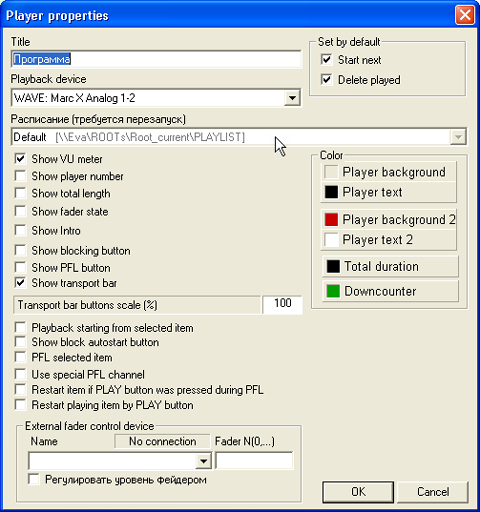 Player properties
Title
Программа
Playback device
WAVE: Marc X Analog 1-2
Расписание (требуется перезапуск)
Default [\\Eva\ROOTs\Root_current\PLAYLIST]
Set by default
Start next
Delete played
Show VU meter
Show player number
Show total length
Show fader state
Show Intro
Show blocking button
Show PFL button
Show transport bar
Transport bar buttons scale (%) 100
Color
Player background
Player text
Player background 2
Player text 2
Total duration
Downcounter
Playback starting from selected item
Show block autostart button
PFL selected item
Use special PFL channel
Restart item if PLAY button was pressed during PFL
Restart playing item by PLAY button
External fader control device
Name No connection Fader N(0,...)
Регулировать уровень фейдером
OK Cancel